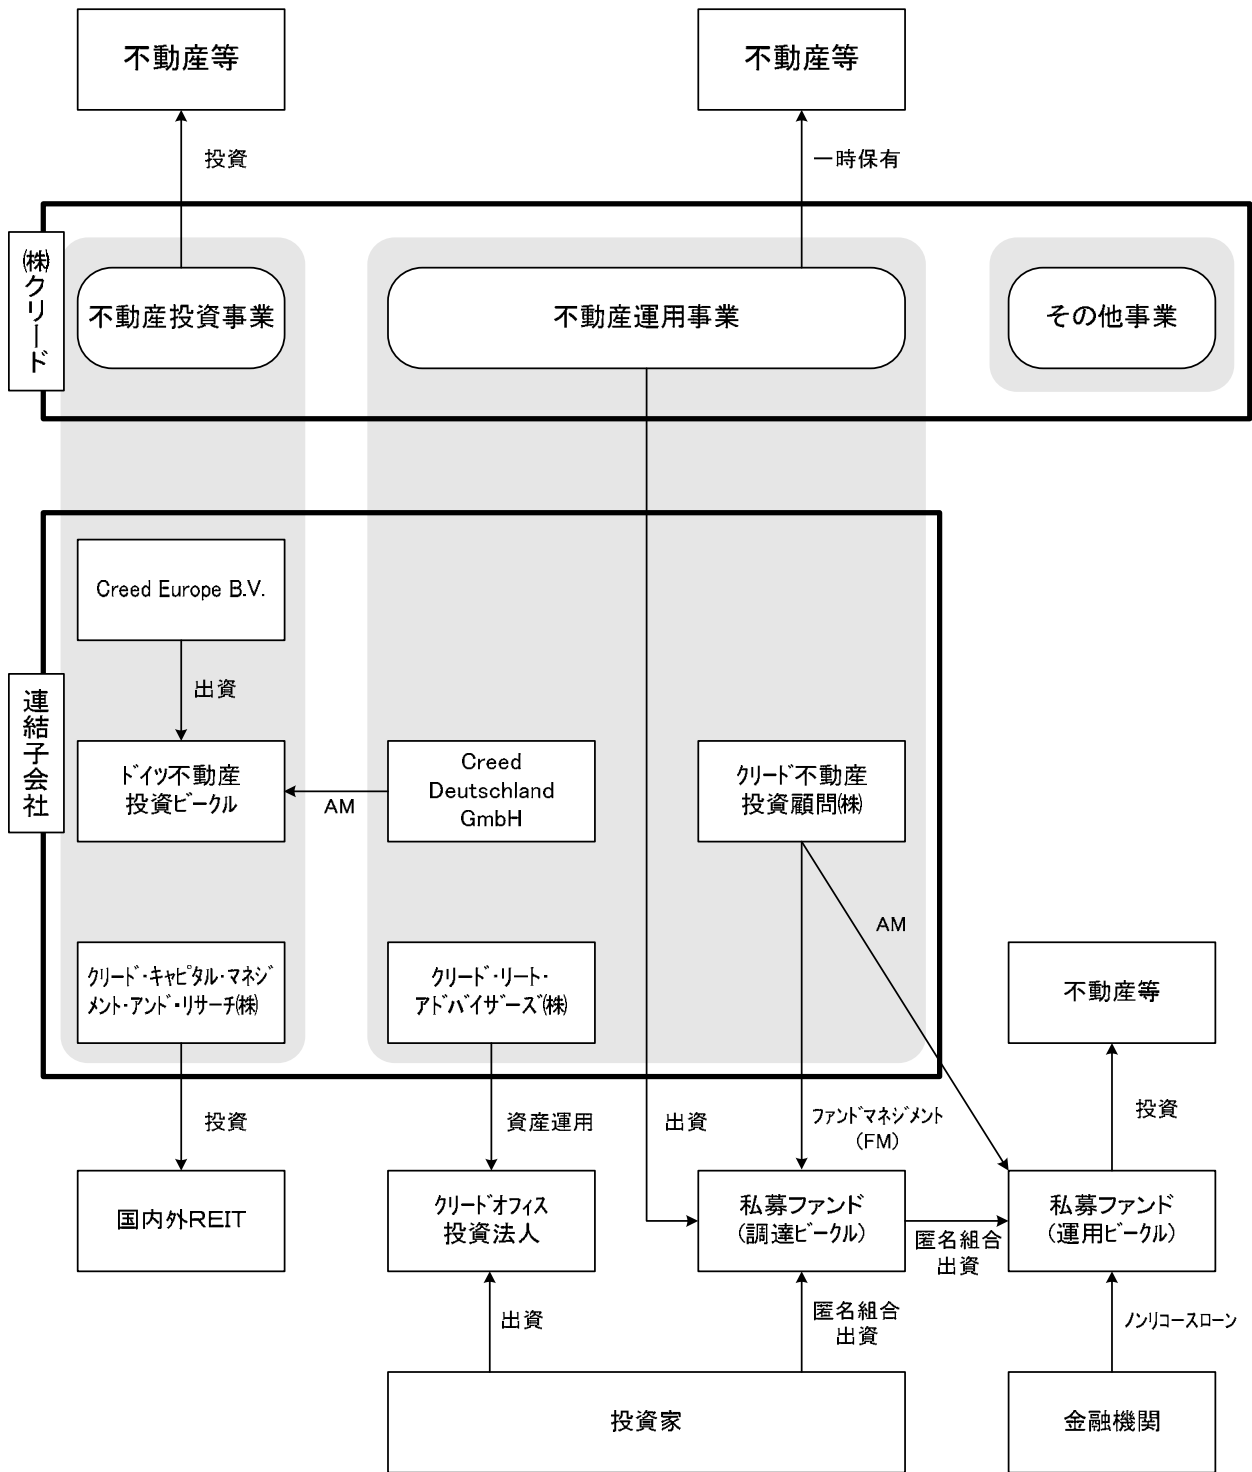 不動産等
不動産等
投資
一時保有
㈱クリード
不動産投資事業
不動産運用事業
その他事業
連結子会社
Creed Europe B.V.
出資
ドイツ不動産
投資ビークル
AM
Creed
Deutschland
GmbH
クリード不動産
投資顧問㈱
AM
クリード・キャピタル・マネジ
メント・アンド・リサーチ㈱
クリード・リート・
アドバイザーズ㈱
不動産等
投資
資産運用
出資
ファンドマネジメント
(FM)
投資
国内外REIT
クリードオフィス
投資法人
私募ファンド
(調達ビークル)
匿名組合
出資
私募ファンド
(運用ビークル)
出資
匿名組合
出資
ノンリコースローン
投資家
金融機関